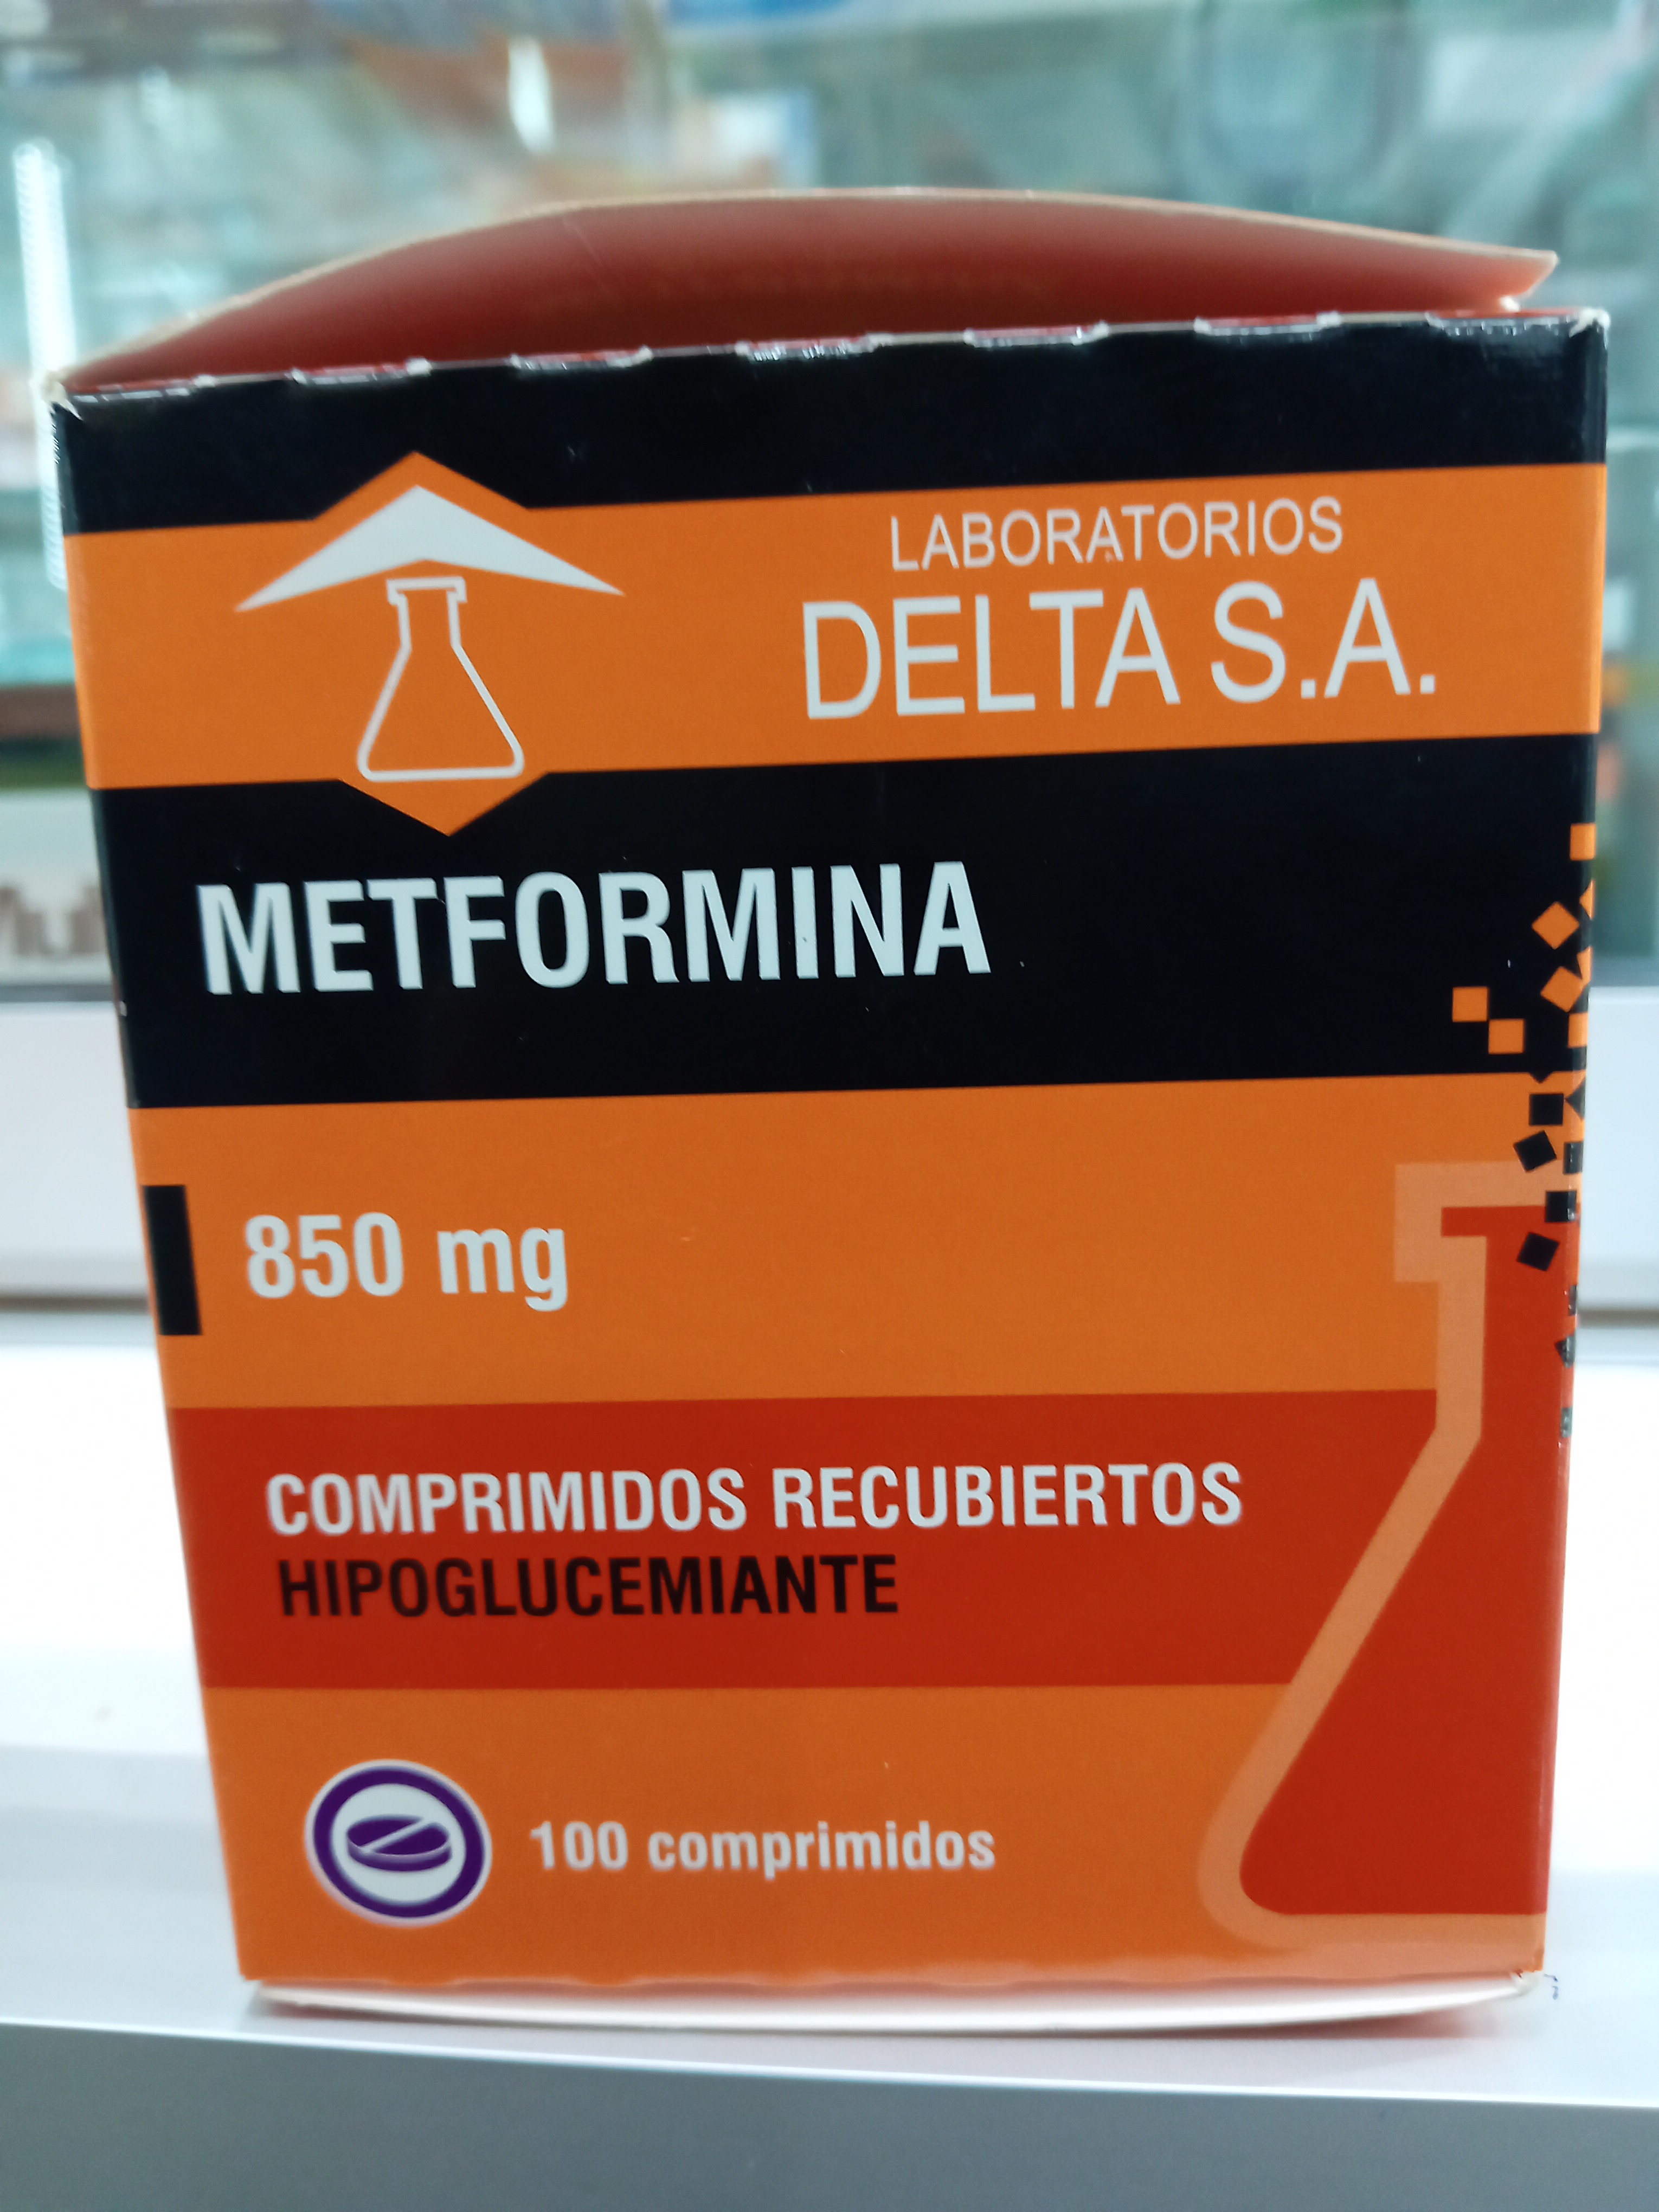 LABORATORIOS
DELTA S.A.
METFORMINA
850 mg
COMPRIMIDOS RECUBIERTOS
HIPOGLUCEMIANTE
100 comprimidos